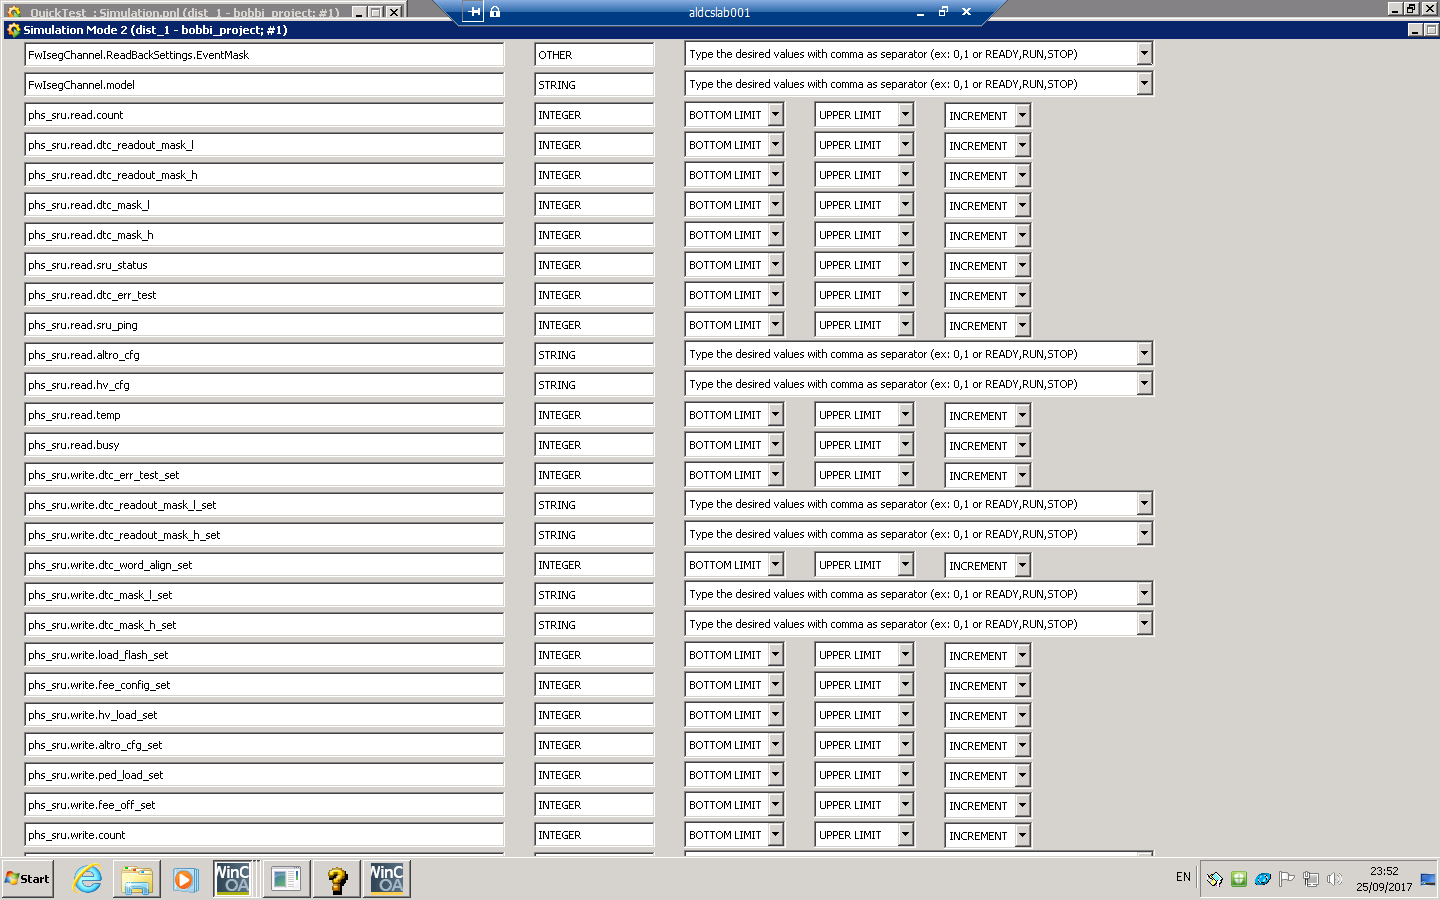 QuickTest_: Simulation.pnl (dist_1 - bobbi_project; #1)
aldcslab001
Simulation Mode 2 (dist_1 - bobbi_project; #1)
FwIsegChannel.ReadBackSettings.EventMask OTHER Type the desired values with comma as separator (ex: 0,1 or READY,RUN,STOP)
FwIsegChannel.model STRING Type the desired values with comma as separator (ex: 0,1 or READY,RUN,STOP)
phs_sru.read.count INTEGER BOTTOM LIMIT UPPER LIMIT INCREMENT
phs_sru.read.dtc_readout_mask_l INTEGER BOTTOM LIMIT UPPER LIMIT INCREMENT
phs_sru.read.dtc_readout_mask_h INTEGER BOTTOM LIMIT UPPER LIMIT INCREMENT
phs_sru.read.dtc_mask_l INTEGER BOTTOM LIMIT UPPER LIMIT INCREMENT
phs_sru.read.dtc_mask_h INTEGER BOTTOM LIMIT UPPER LIMIT INCREMENT
phs_sru.read.sru_status INTEGER BOTTOM LIMIT UPPER LIMIT INCREMENT
phs_sru.read.dtc_err_test INTEGER BOTTOM LIMIT UPPER LIMIT INCREMENT
phs_sru.read.sru_ping INTEGER BOTTOM LIMIT UPPER LIMIT INCREMENT
phs_sru.read.altro_cfg STRING Type the desired values with comma as separator (ex: 0,1 or READY,RUN,STOP)
phs_sru.read.hv_cfg STRING Type the desired values with comma as separator (ex: 0,1 or READY,RUN,STOP)
phs_sru.read.temp INTEGER BOTTOM LIMIT UPPER LIMIT INCREMENT
phs_sru.read.busy INTEGER BOTTOM LIMIT UPPER LIMIT INCREMENT
phs_sru.write.dtc_err_test_set INTEGER BOTTOM LIMIT UPPER LIMIT INCREMENT
phs_sru.write.dtc_readout_mask_l_set STRING Type the desired values with comma as separator (ex: 0,1 or READY,RUN,STOP)
phs_sru.write.dtc_readout_mask_h_set STRING Type the desired values with comma as separator (ex: 0,1 or READY,RUN,STOP)
phs_sru.write.dtc_word_align_set INTEGER BOTTOM LIMIT UPPER LIMIT INCREMENT
phs_sru.write.dtc_mask_l_set STRING Type the desired values with comma as separator (ex: 0,1 or READY,RUN,STOP)
phs_sru.write.dtc_mask_h_set STRING Type the desired values with comma as separator (ex: 0,1 or READY,RUN,STOP)
phs_sru.write.load_flash_set INTEGER BOTTOM LIMIT UPPER LIMIT INCREMENT
phs_sru.write.fee_config_set INTEGER BOTTOM LIMIT UPPER LIMIT INCREMENT
phs_sru.write.hv_load_set INTEGER BOTTOM LIMIT UPPER LIMIT INCREMENT
phs_sru.write.altro_cfg_set INTEGER BOTTOM LIMIT UPPER LIMIT INCREMENT
phs_sru.write.ped_load_set INTEGER BOTTOM LIMIT UPPER LIMIT INCREMENT
phs_sru.write.fee_off_set INTEGER BOTTOM LIMIT UPPER LIMIT INCREMENT
phs_sru.write.count INTEGER BOTTOM LIMIT UPPER LIMIT INCREMENT
Start WinCC OA WinCC OA EN 23:52
25/09/2017